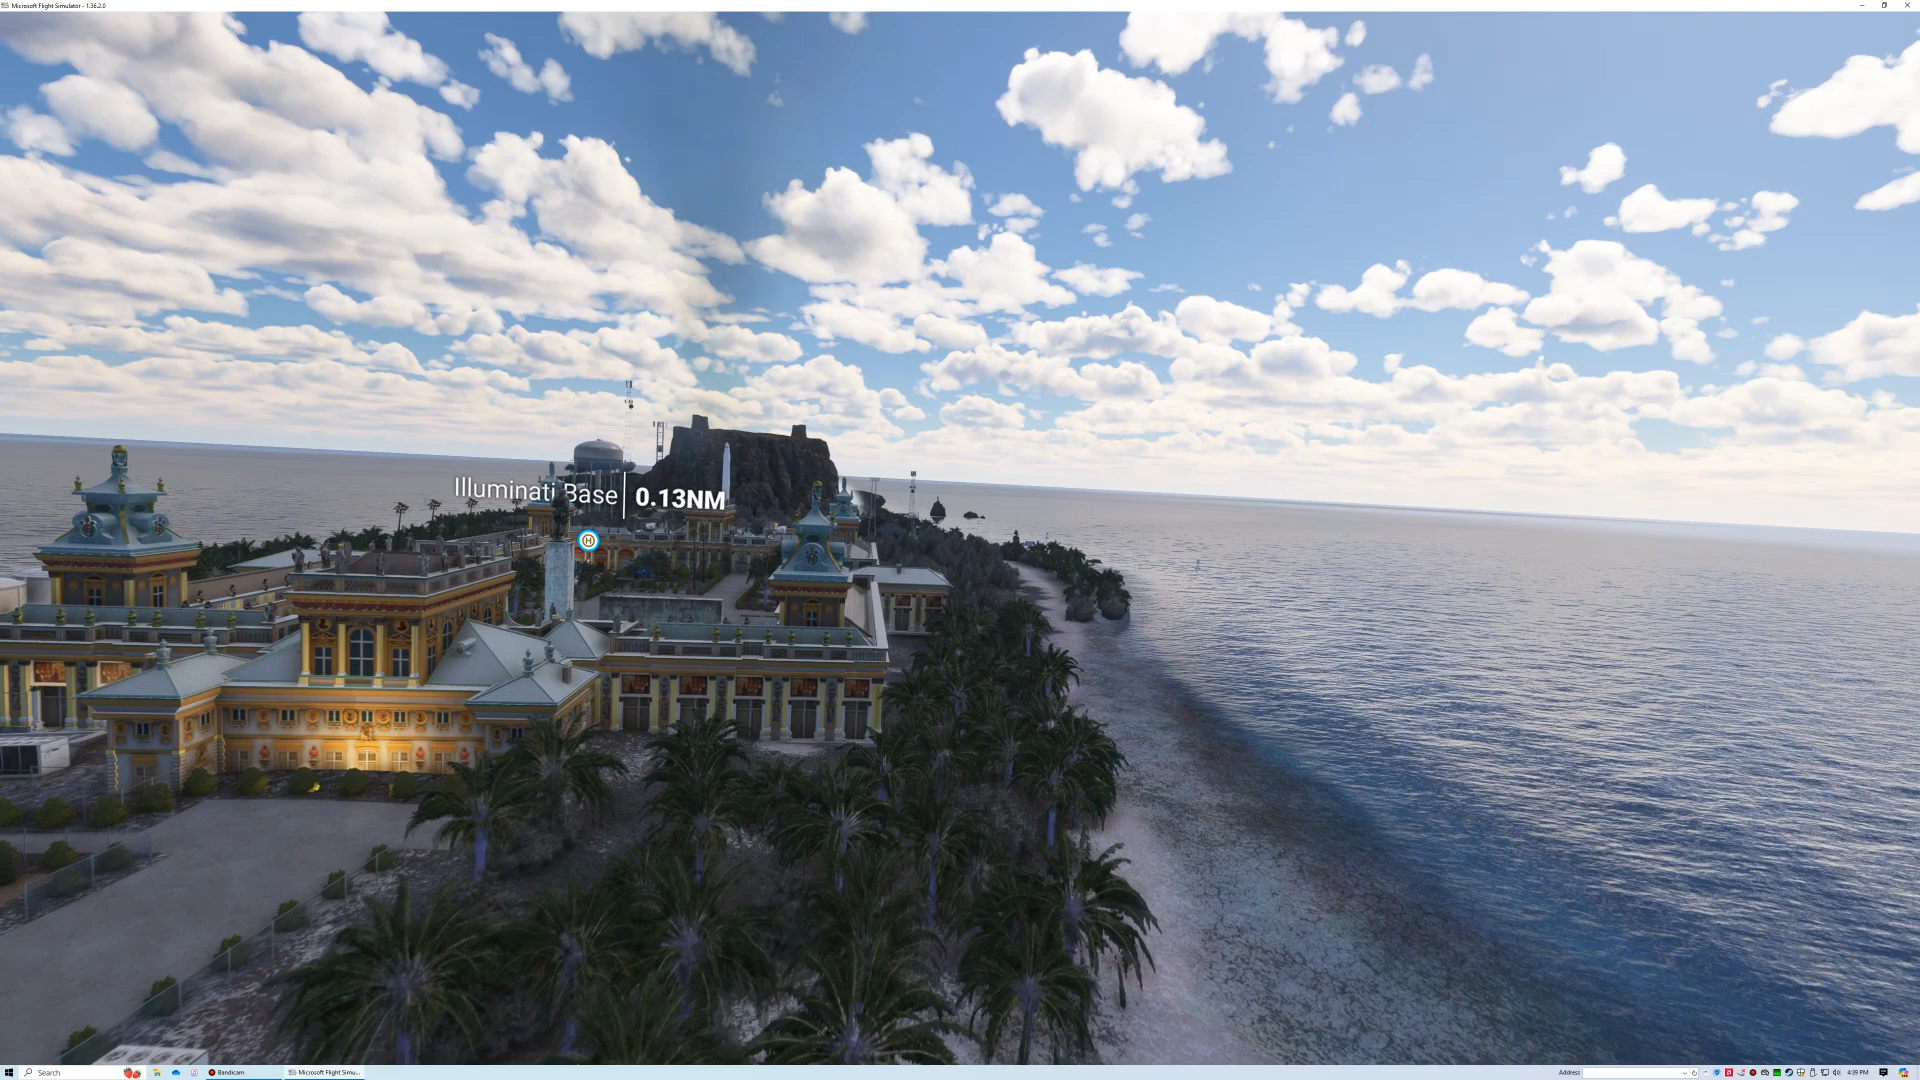 Microsoft Flight Simulator - 1.36.2.0
Illuminati Base | 0.13NM
H
Search
Bandicam
Microsoft Flight Simu...
Address
4:39 PM